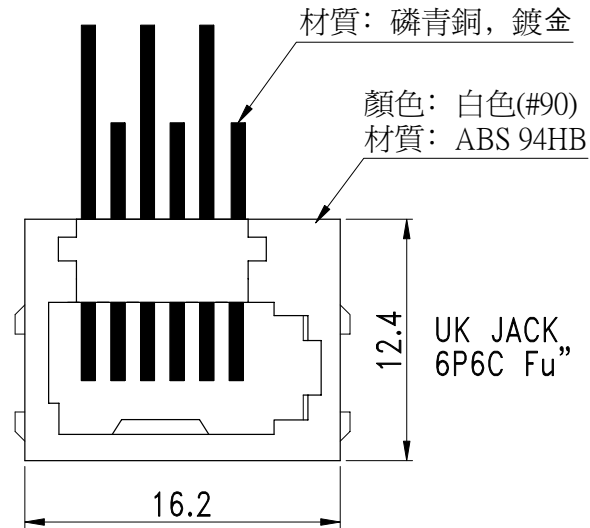 材質：磷青銅，鍍金
顏色：白色(#90)
材質：ABS 94HB
12.4
UK JACK
6P6C Fu”
16.2